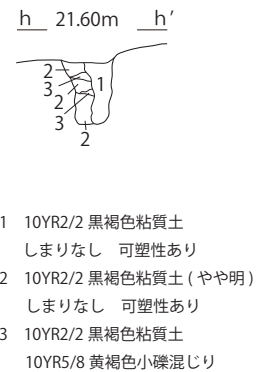 h 21.60m h′
2
3
1
2
3
2
1 10YR2/2 黒褐色粘質土
しまりなし 可塑性あり
2 10YR2/2 黒褐色粘質土 ( やや明 )
しまりなし 可塑性あり
3 10YR2/2 黒褐色粘質土
10YR5/8 黄褐色小礫混じり